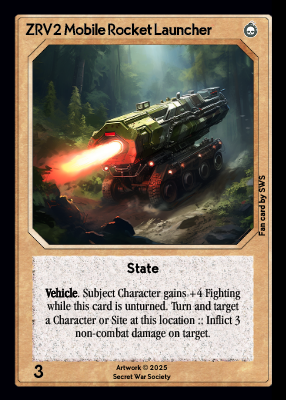 ZRV2 Mobile Rocket Launcher
Fan card by SWS
State
Vehicle. Subject Character gains +4 Fighting
while this card is unturned. Turn and target
a Character or Site at this location :: Inflict 3
non-combat damage on target.
3
Artwork © 2025
Secret War Society